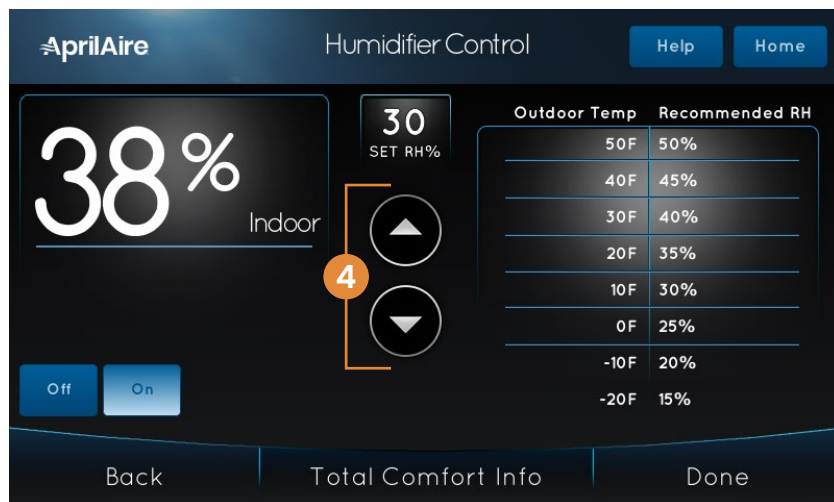 AprilAire
Humidifier Control
Help
Home
38%
Indoor
30
SET RH%
4
Outdoor Temp Recommended RH
50F 50%
40F 45%
30F 40%
20F 35%
10F 30%
0F 25%
-10F 20%
-20F 15%
Off
On
Back
Total Comfort Info
Done